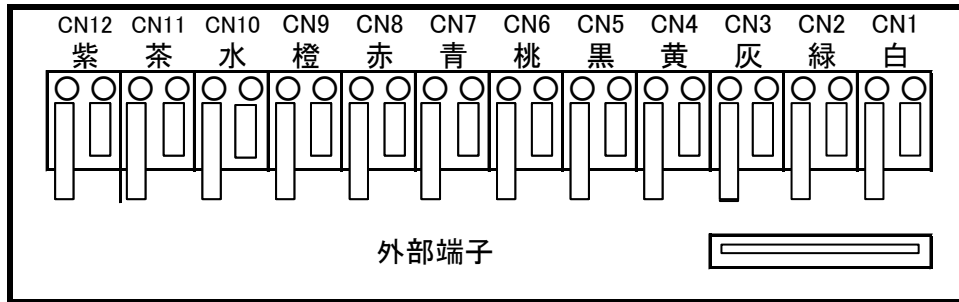 CN12 CN11 CN10 CN9 CN8 CN7 CN6 CN5 CN4 CN3 CN2 CN1
紫 茶 水 橙 赤 青 桃 黒 黄 灰 緑 白
外部端子